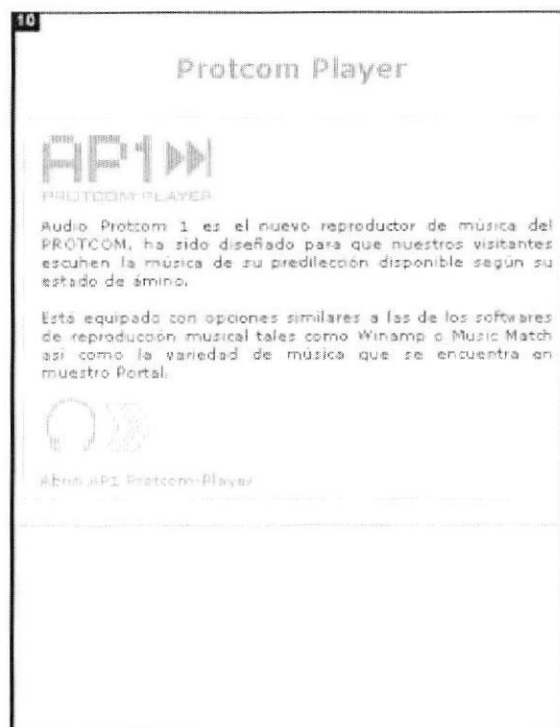 10
Protcom Player
AP1
PROTCOM-PLAYER
Audio Protcom 1 es el nuevo reproductor de música del
PROTCOM, ha sido diseñado para que nuestros visitantes
escuhen la música de su predilección disponible según su
estado de ámino.
Está equipado con opciones similares a las de los softwares
de reproducción musical tales como Winamp o Music Match
así como la variedad de música que se encuentra en
nuestro Portal.
Abrir AP1 Protcom-Player